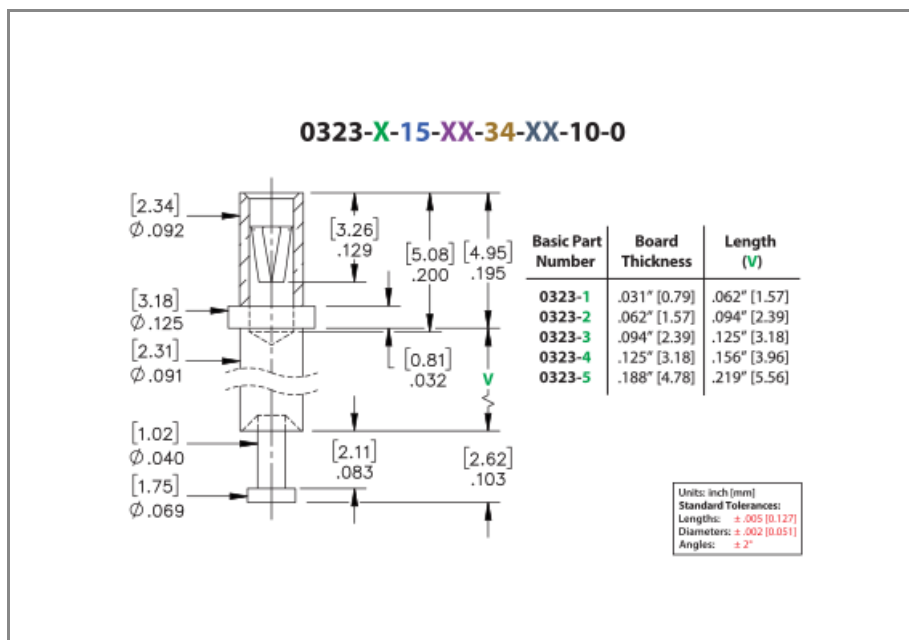 0323-X-15-XX-34-XX-10-0
[2.34]
Ø.092
[3.18]
Ø.125
[2.31]
Ø.091
[1.02]
Ø.040
[1.75]
Ø.069
[3.26]
.129
[5.08]
.200
[4.95]
.195
[0.81]
.032
V
[2.11]
.083
[2.62]
.103
Basic Part Number Board Thickness Length (V)
0323-1 .031″ [0.79] .062″ [1.57]
0323-2 .062″ [1.57] .094″ [2.39]
0323-3 .094″ [2.39] .125″ [3.18]
0323-4 .125″ [3.18] .156″ [3.96]
0323-5 .188″ [4.78] .219″ [5.56]
Units: inch [mm]
Standard Tolerances:
Lengths: ± .005 [0.127]
Diameters: ± .002 [0.051]
Angles: ± 2°